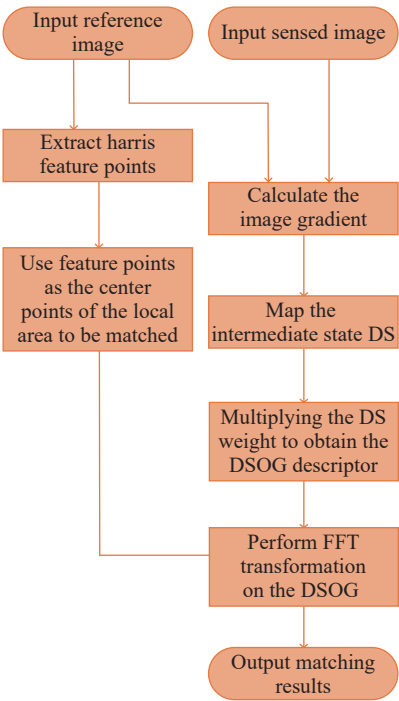 Input reference
image
Input sensed image
Extract harris
feature points
Calculate the
image gradient
Use feature points
as the center
points of the local
area to be matched
Map the
intermediate state DS
Multiplying the DS
weight to obtain the
DSOG descriptor
Perform FFT
transformation
on the DSOG
Output matching
results